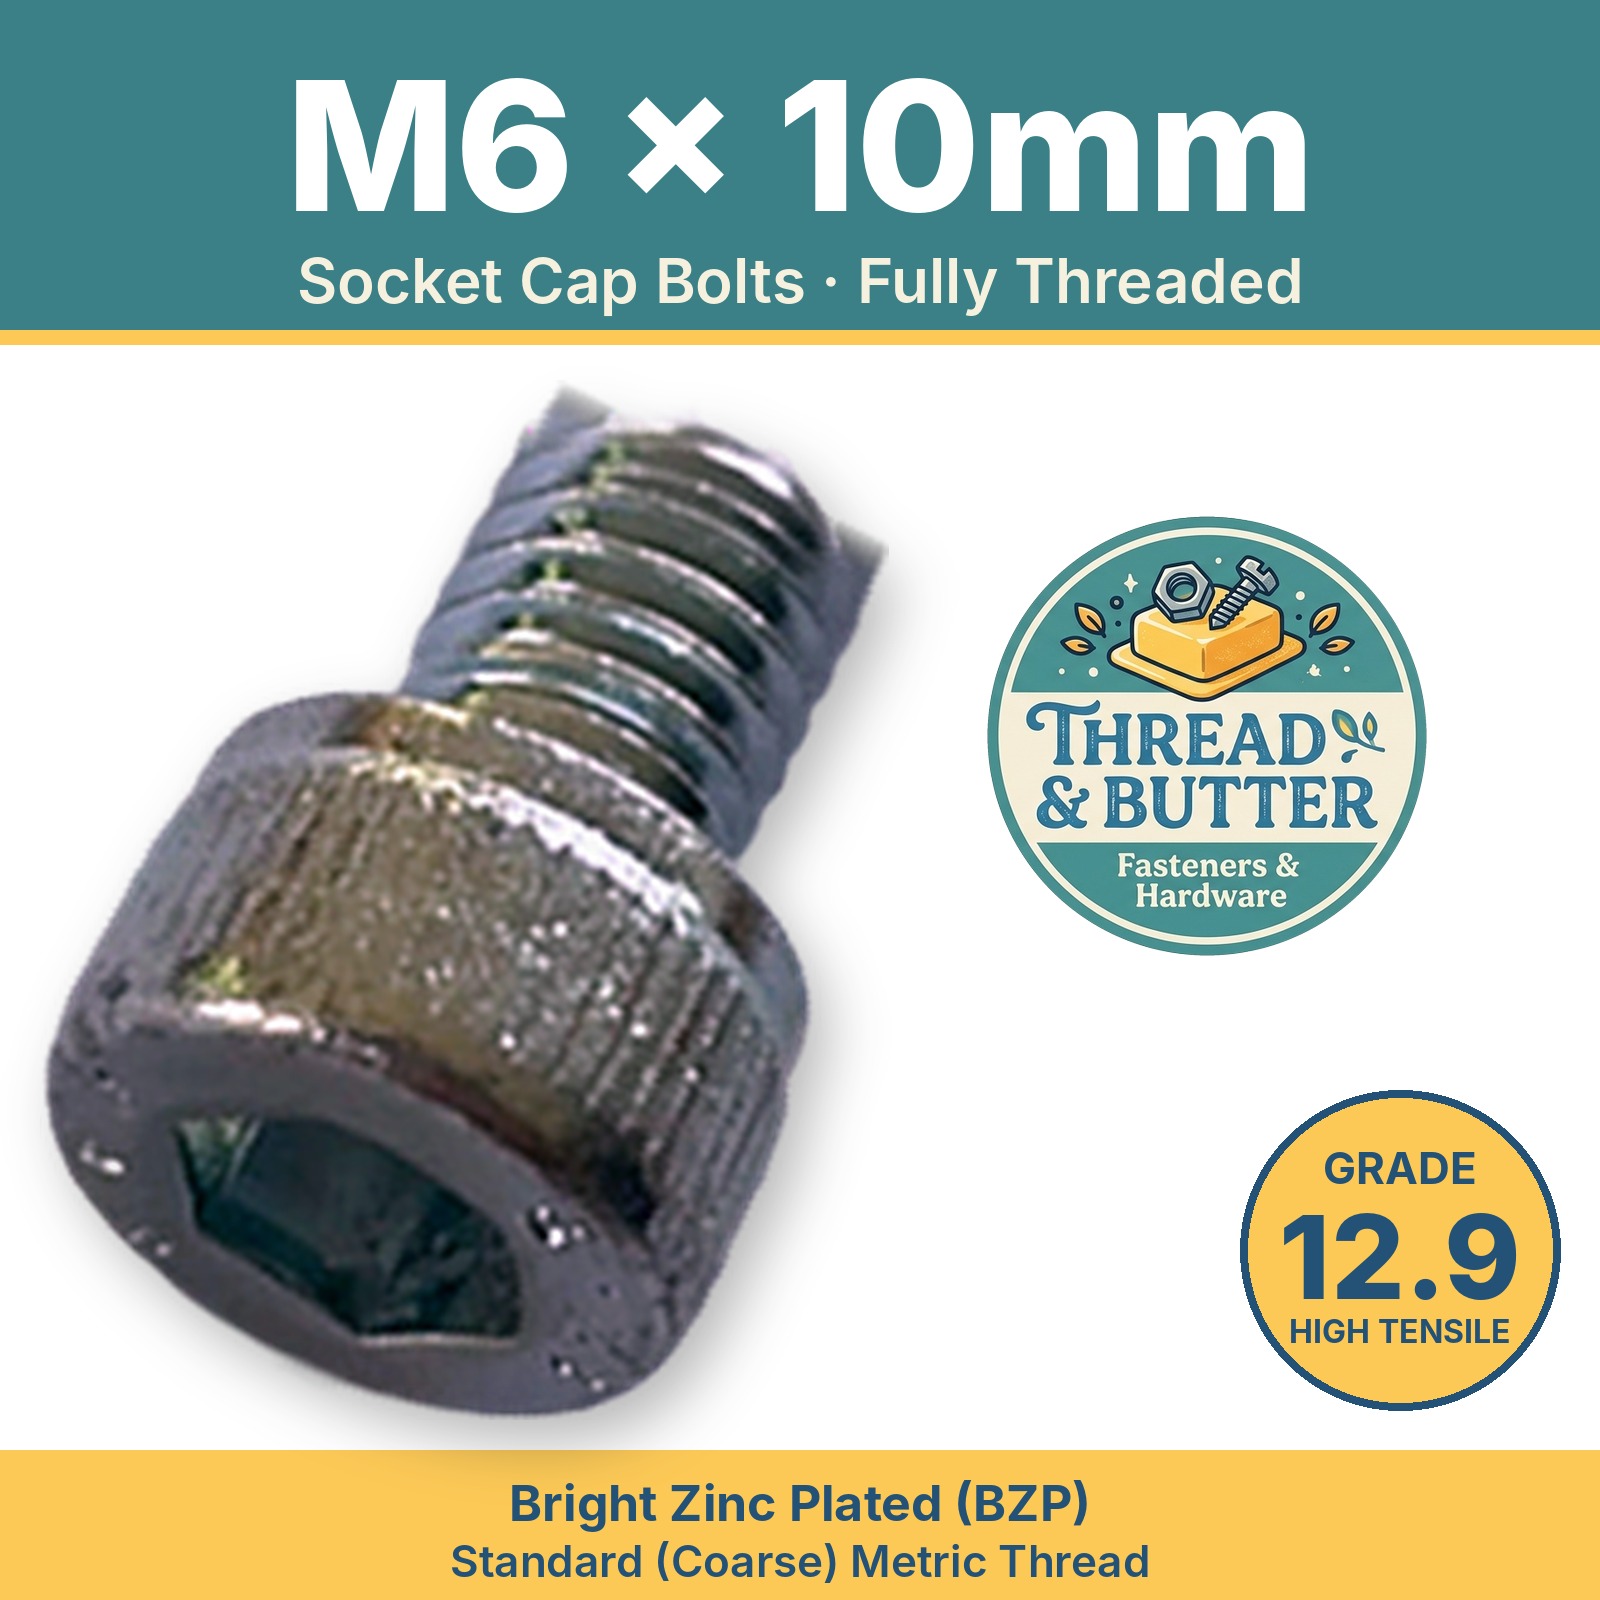 M6 × 10mm
Socket Cap Bolts · Fully Threaded
THREAD
& BUTTER
Fasteners &
Hardware
GRADE
12.9
HIGH TENSILE
Bright Zinc Plated (BZP)
Standard (Coarse) Metric Thread